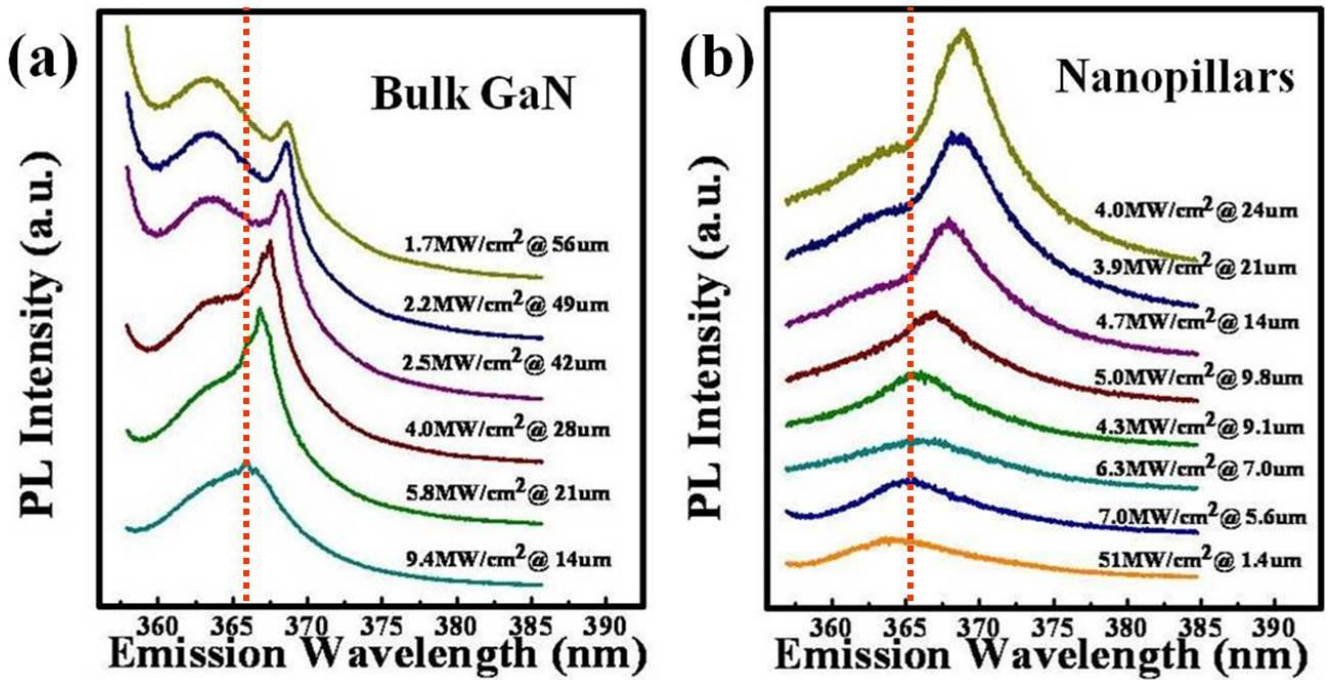 (a)
Bulk GaN
PL Intensity (a.u.)
1.7MW/cm²@56um
2.2MW/cm²@49um
2.5MW/cm²@42um
4.0MW/cm²@28um
5.8MW/cm²@21um
9.4MW/cm²@14um
360 365 370 375 380 385 390
Emission Wavelength (nm)
(b)
Nanopillars
PL Intensity (a.u.)
4.0MW/cm²@24um
3.9MW/cm²@21um
4.7MW/cm²@14um
5.0MW/cm²@9.8um
4.3MW/cm²@9.1um
6.3MW/cm²@7.0um
7.0MW/cm²@5.6um
51MW/cm²@1.4um
360 365 370 375 380 385 390
Emission Wavelength (nm)